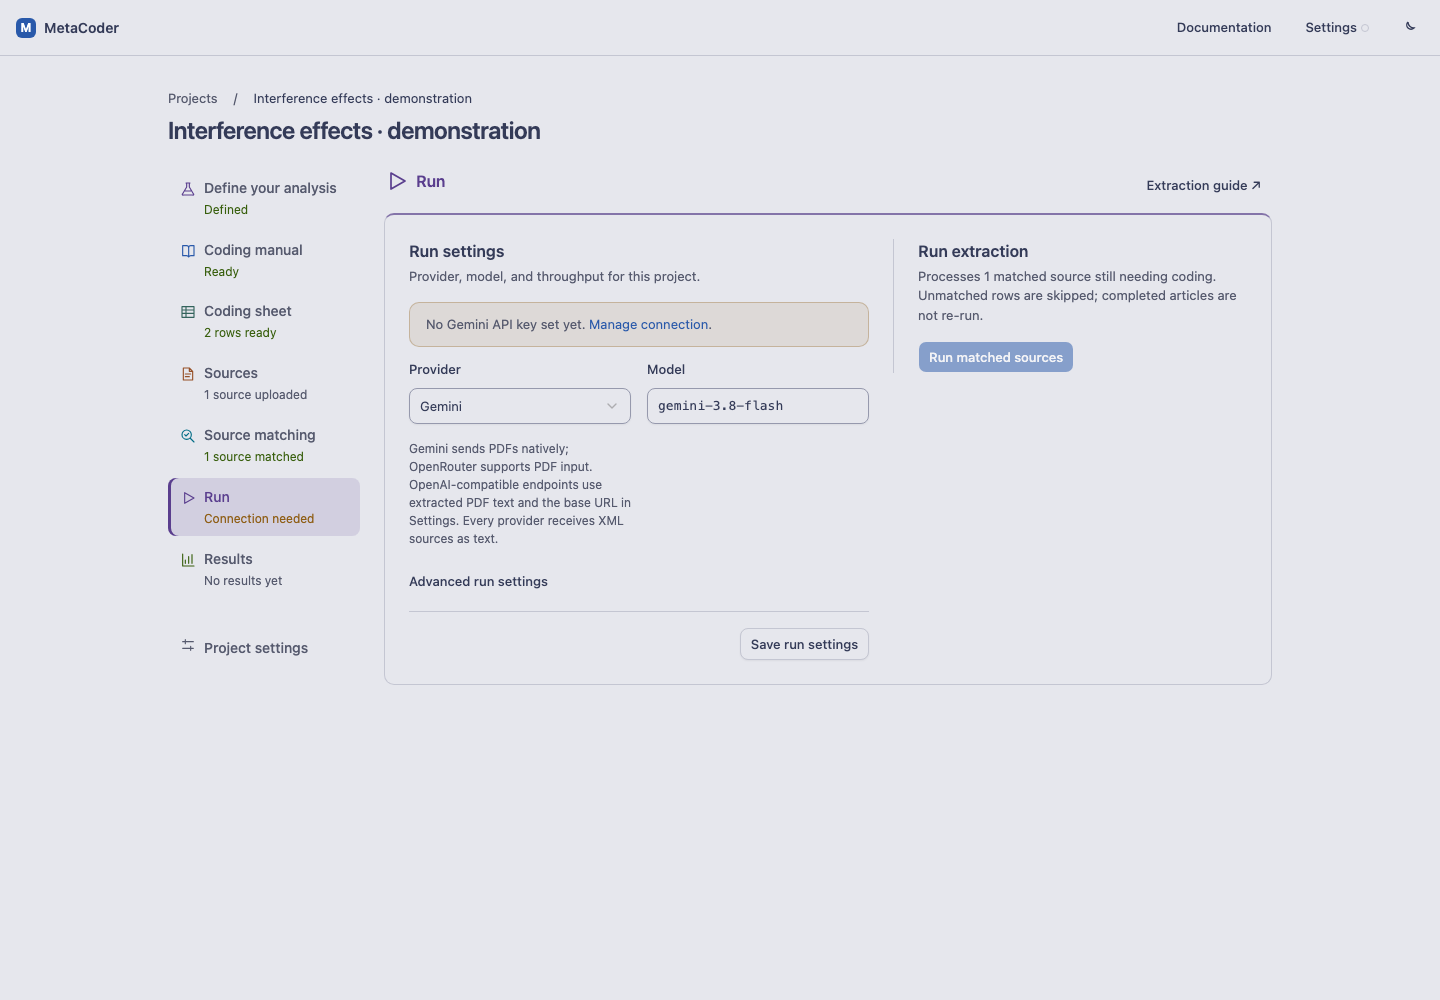 M MetaCoder
Documentation
Settings
Projects / Interference effects · demonstration
Interference effects · demonstration
Define your analysis
Defined
Coding manual
Ready
Coding sheet
2 rows ready
Sources
1 source uploaded
Source matching
1 source matched
Run
Connection needed
Results
No results yet
Project settings
Run
Extraction guide ↗
Run settings
Provider, model, and throughput for this project.
No Gemini API key set yet. Manage connection.
Provider
Gemini
Model
gemini-3.8-flash
Gemini sends PDFs natively;
OpenRouter supports PDF input.
OpenAI-compatible endpoints use
extracted PDF text and the base URL in
Settings. Every provider receives XML
sources as text.
Advanced run settings
Save run settings
Run extraction
Processes 1 matched source still needing coding.
Unmatched rows are skipped; completed articles are
not re-run.
Run matched sources